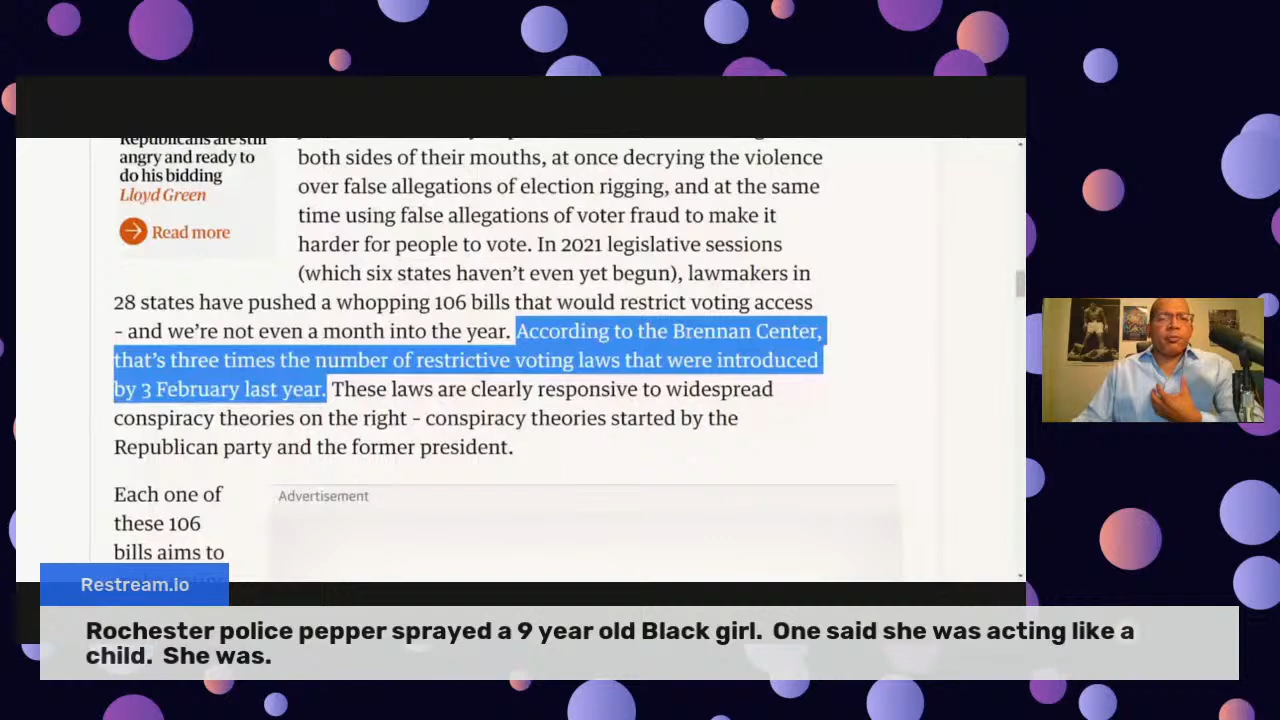 Republicans are still
angry and ready to
do his bidding
Lloyd Green
Read more
both sides of their mouths, at once decrying the violence
over false allegations of election rigging, and at the same
time using false allegations of voter fraud to make it
harder for people to vote. In 2021 legislative sessions
(which six states haven’t even yet begun), lawmakers in
28 states have pushed a whopping 106 bills that would restrict voting access
– and we’re not even a month into the year. According to the Brennan Center,
that’s three times the number of restrictive voting laws that were introduced
by 3 February last year. These laws are clearly responsive to widespread
conspiracy theories on the right – conspiracy theories started by the
Republican party and the former president.
Each one of
these 106
bills aims to
Advertisement
Restream.io
Rochester police pepper sprayed a 9 year old Black girl. One said she was acting like a
child. She was.